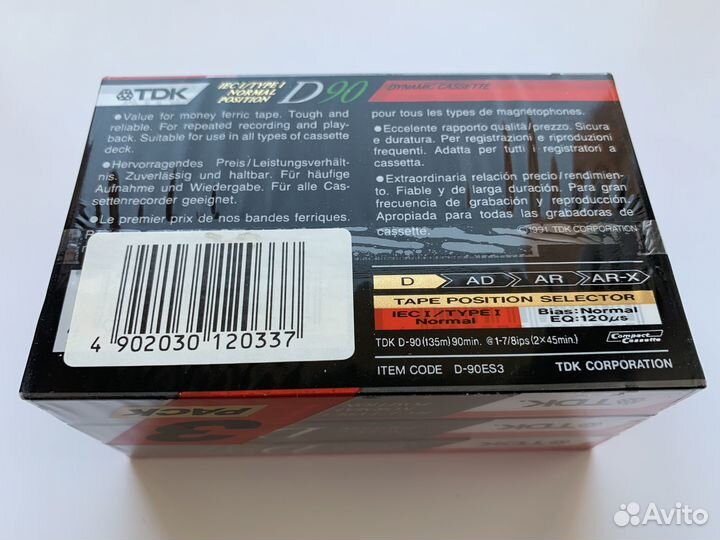 TDK IEC I/TYPE I NORMAL POSITION D 90 DYNAMIC CASSETTE
●Value for money ferric tape. Tough and
reliable. For repeated recording and play-
back. Suitable for use in all types of cassette
deck.
●Hervorragendes Preis/Leistungsverhält-
nis. Zuverlässig und haltbar. Für häufige
Aufnahme und Wiedergabe. Für alle Cas-
settenrecorder geeignet.
●Le premier prix de nos bandes ferriques.
pour tous les types de magnétophones.
●Eccelente rapporto qualita/prezzo. Sicura
e duratura. Per registrazioni e riproduzioni
frequenti. Adatta per tutti i registratori a
cassetta.
●Extraordinaria relación precio/rendimien-
to. Fiable y de larga duración. Para gran
frecuencia de grabación y reproducción.
Apropiada para todas las grabadoras de
cassette.
©1991 TDK CORPORATION
D AD AR AR-X
TAPE POSITION SELECTOR
IEC I/TYPE I Normal
Bias: Normal
EQ: 120μs
TDK D-90 (135m) 90min. @1-7/8ips (2×45min.)
Compact Cassette
ITEM CODE D-90ES3 TDK CORPORATION
4 902030 120337
3 PACK
TDK
TDK
Avito